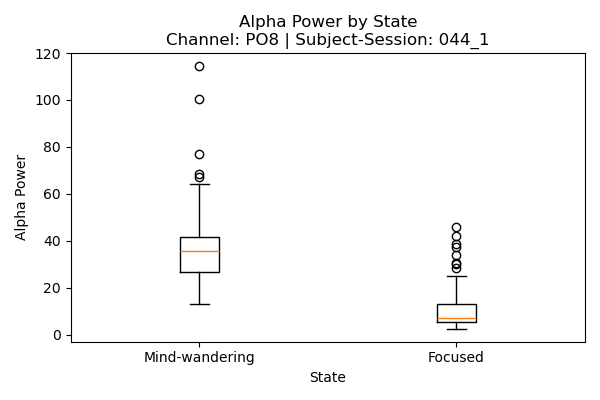 Alpha Power by State
Channel: PO8 | Subject-Session: 044_1
120
100
80
60
40
20
0
Alpha Power
Mind-wandering
Focused
State